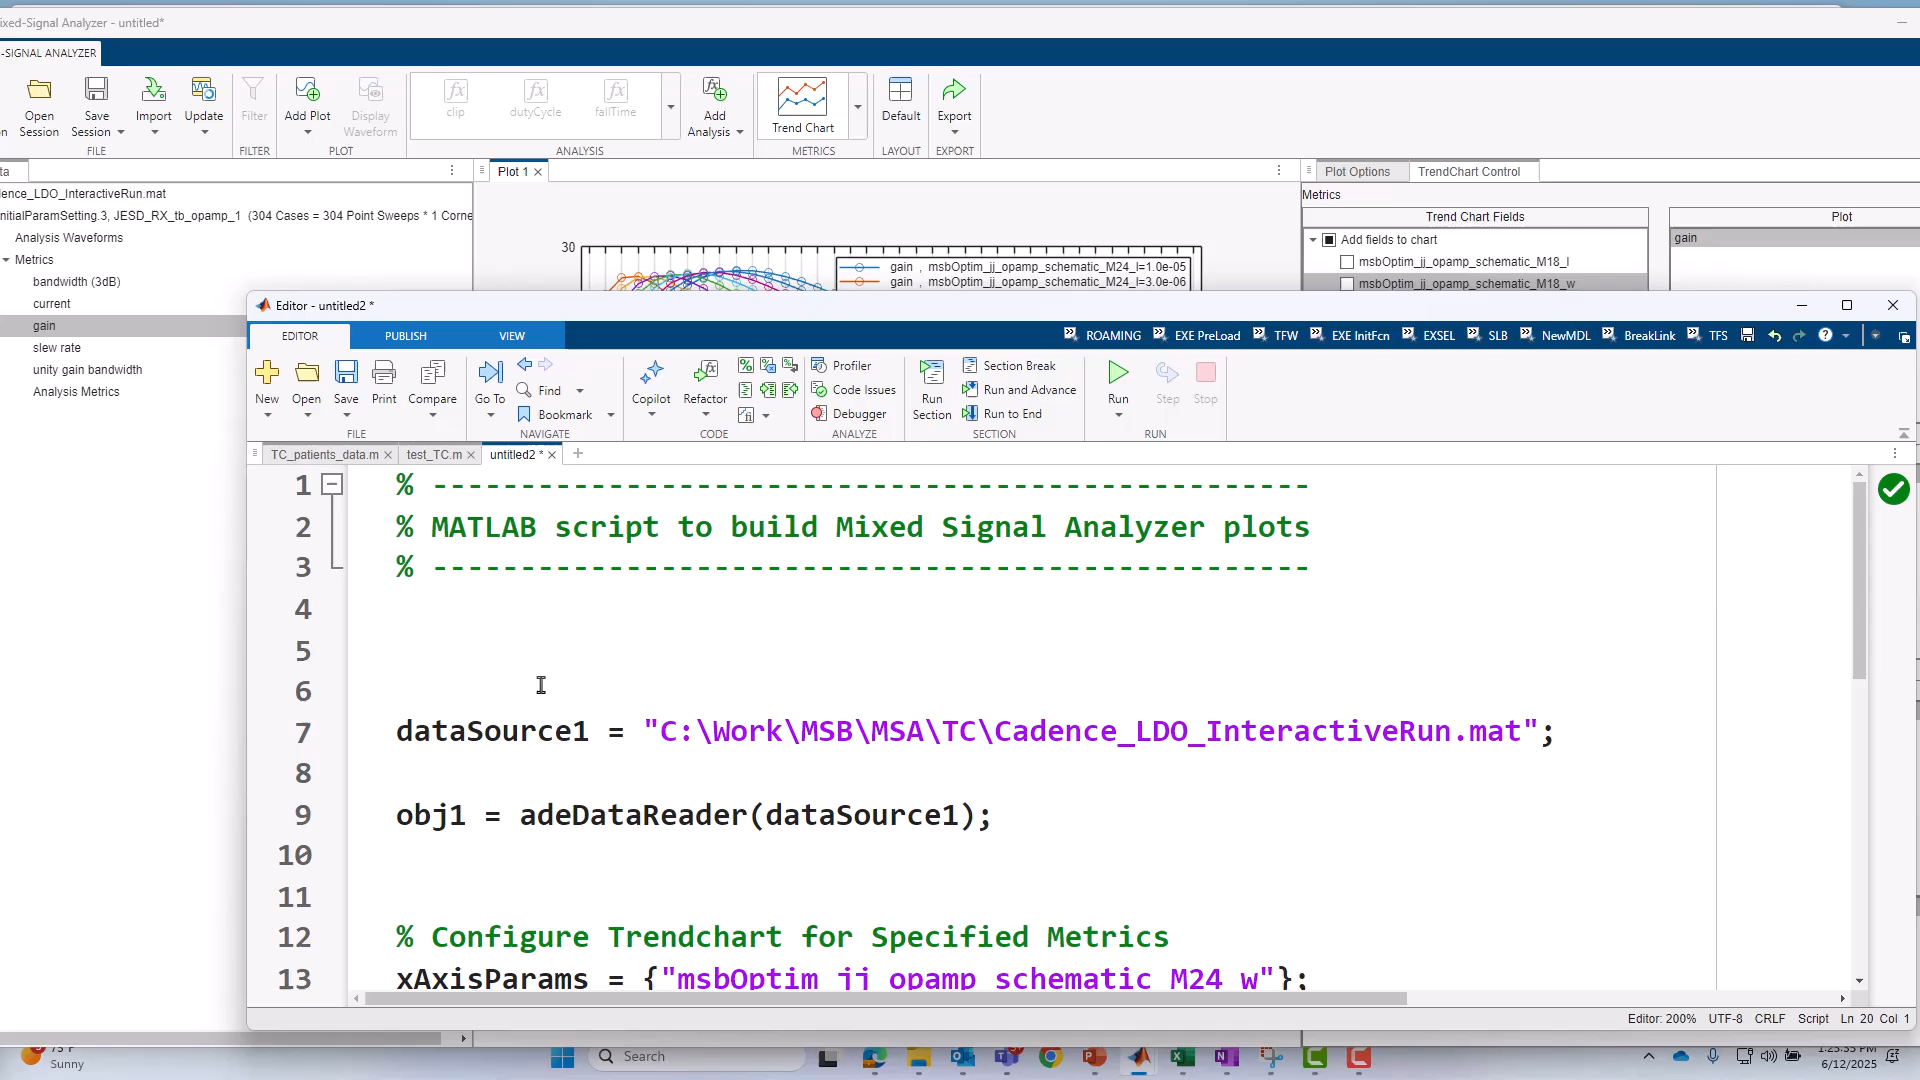 ixed-Signal Analyzer - untitled*
-SIGNAL ANALYZER
Open Session
Save Session
Import
Update
FILE
Filter
FILTER
Add Plot
Display Waveform
PLOT
clip
dutyCycle
fallTime
Add Analysis
ANALYSIS
Trend Chart
METRICS
Default
LAYOUT
Export
EXPORT
ta
Plot 1
Plot Options
TrendChart Control
ence_LDO_InteractiveRun.mat
nitialParamSetting.3, JESD_RX_tb_opamp_1 (304 Cases = 304 Point Sweeps * 1 Corne
Analysis Waveforms
Metrics
bandwidth (3dB)
current
gain
slew rate
unity gain bandwidth
Analysis Metrics
30
gain , msbOptim_jj_opamp_schematic_M24_l=1.0e-05
gain , msbOptim_jj_opamp_schematic_M24_l=3.0e-06
Metrics
Trend Chart Fields
Plot
Add fields to chart
gain
msbOptim_jj_opamp_schematic_M18_l
msbOptim_jj_opamp_schematic_M18_w
Editor - untitled2 *
EDITOR
PUBLISH
VIEW
ROAMING
EXE PreLoad
TFW
EXE InitFcn
EXSEL
SLB
NewMDL
BreakLink
TFS
New
Open
Save
Print
Compare
FILE
Go To
Find
Bookmark
NAVIGATE
Copilot
Refactor
CODE
Profiler
Code Issues
Debugger
ANALYZE
Run Section
Section Break
Run and Advance
Run to End
SECTION
Run
Step
Stop
RUN
TC_patients_data.m
test_TC.m
untitled2 *
1 % --------------------------------------------------
2 % MATLAB script to build Mixed Signal Analyzer plots
3 % --------------------------------------------------
4
5
6
7 dataSource1 = "C:\Work\MSB\MSA\TC\Cadence_LDO_InteractiveRun.mat";
8
9 obj1 = adeDataReader(dataSource1);
10
11
12 % Configure Trendchart for Specified Metrics
13 xAxisParams = {"msbOptim_jj_opamp_schematic_M24_w"};
Editor: 200% UTF-8 CRLF Script Ln 20 Col 1
Sunny
Search
6/12/2025